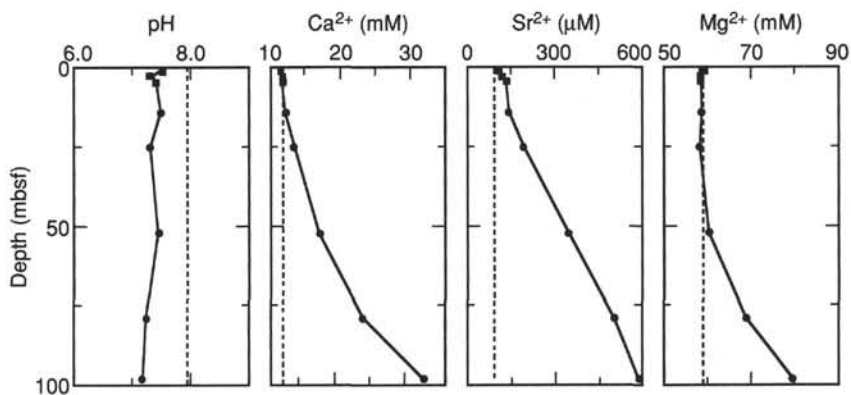 pH
6.0 8.0
Ca²⁺ (mM)
10 20 30
Sr²⁺ (μM)
0 300 600
Mg²⁺ (mM)
50 70 90
Depth (mbsf)
0
50
100